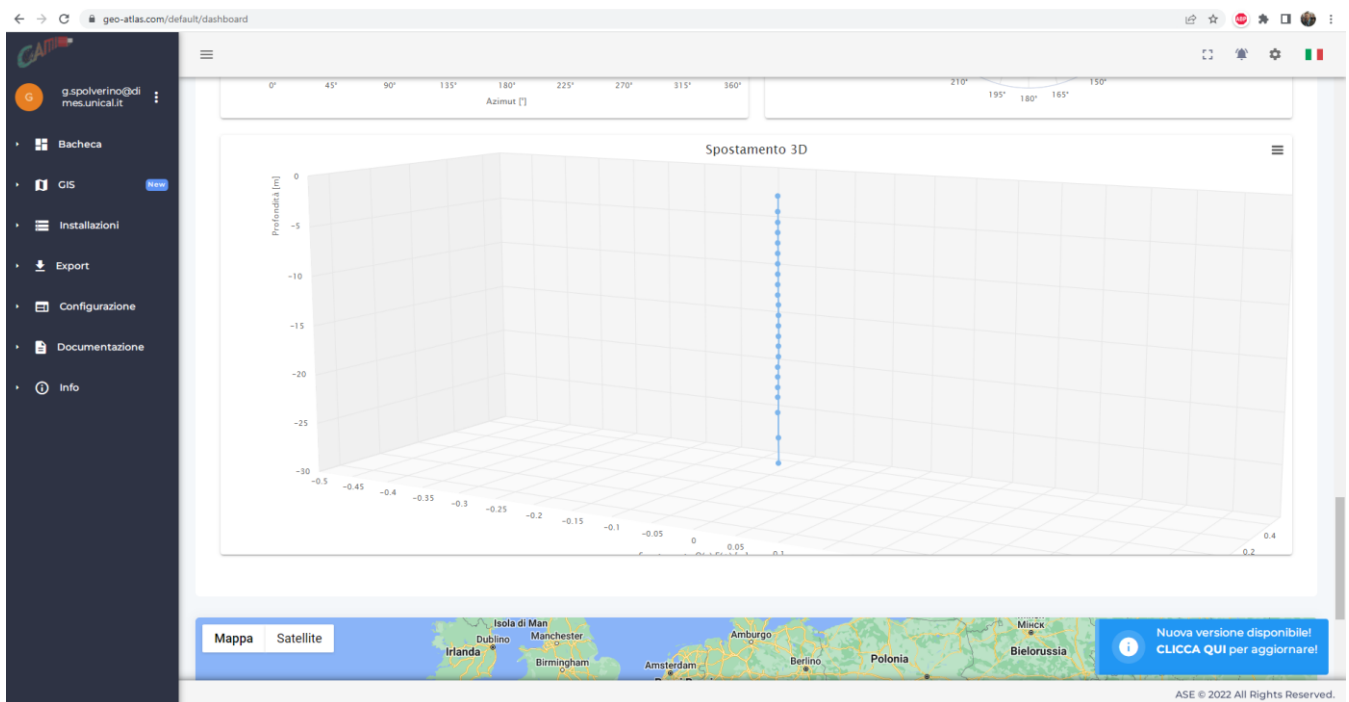 geo-atlas.com/default/dashboard
ABP
GAMING
G
g.spolverino@di
mes.unical.it
Bacheca
GIS
New
Installazioni
Export
Configurazione
Documentazione
Info
0°
45°
90°
135°
180°
225°
270°
315°
360°
Azimut [°]
210°
195°
180°
165°
150°
Spostamento 3D
Profondità [m]
0
-5
-10
-15
-20
-25
-30
-0.5
-0.45
-0.4
-0.35
-0.3
-0.25
-0.2
-0.15
-0.1
-0.05
0
0.05
0.1
0.4
0.2
Mappa
Satellite
Isola di Man
Dublino
Manchester
Irlanda
Birmingham
Amburgo
Amsterdam
Berlino
Polonia
Мінск
Bielorussia
Nuova versione disponibile!
CLICCA QUI per aggiornare!
ASE © 2022 All Rights Reserved.